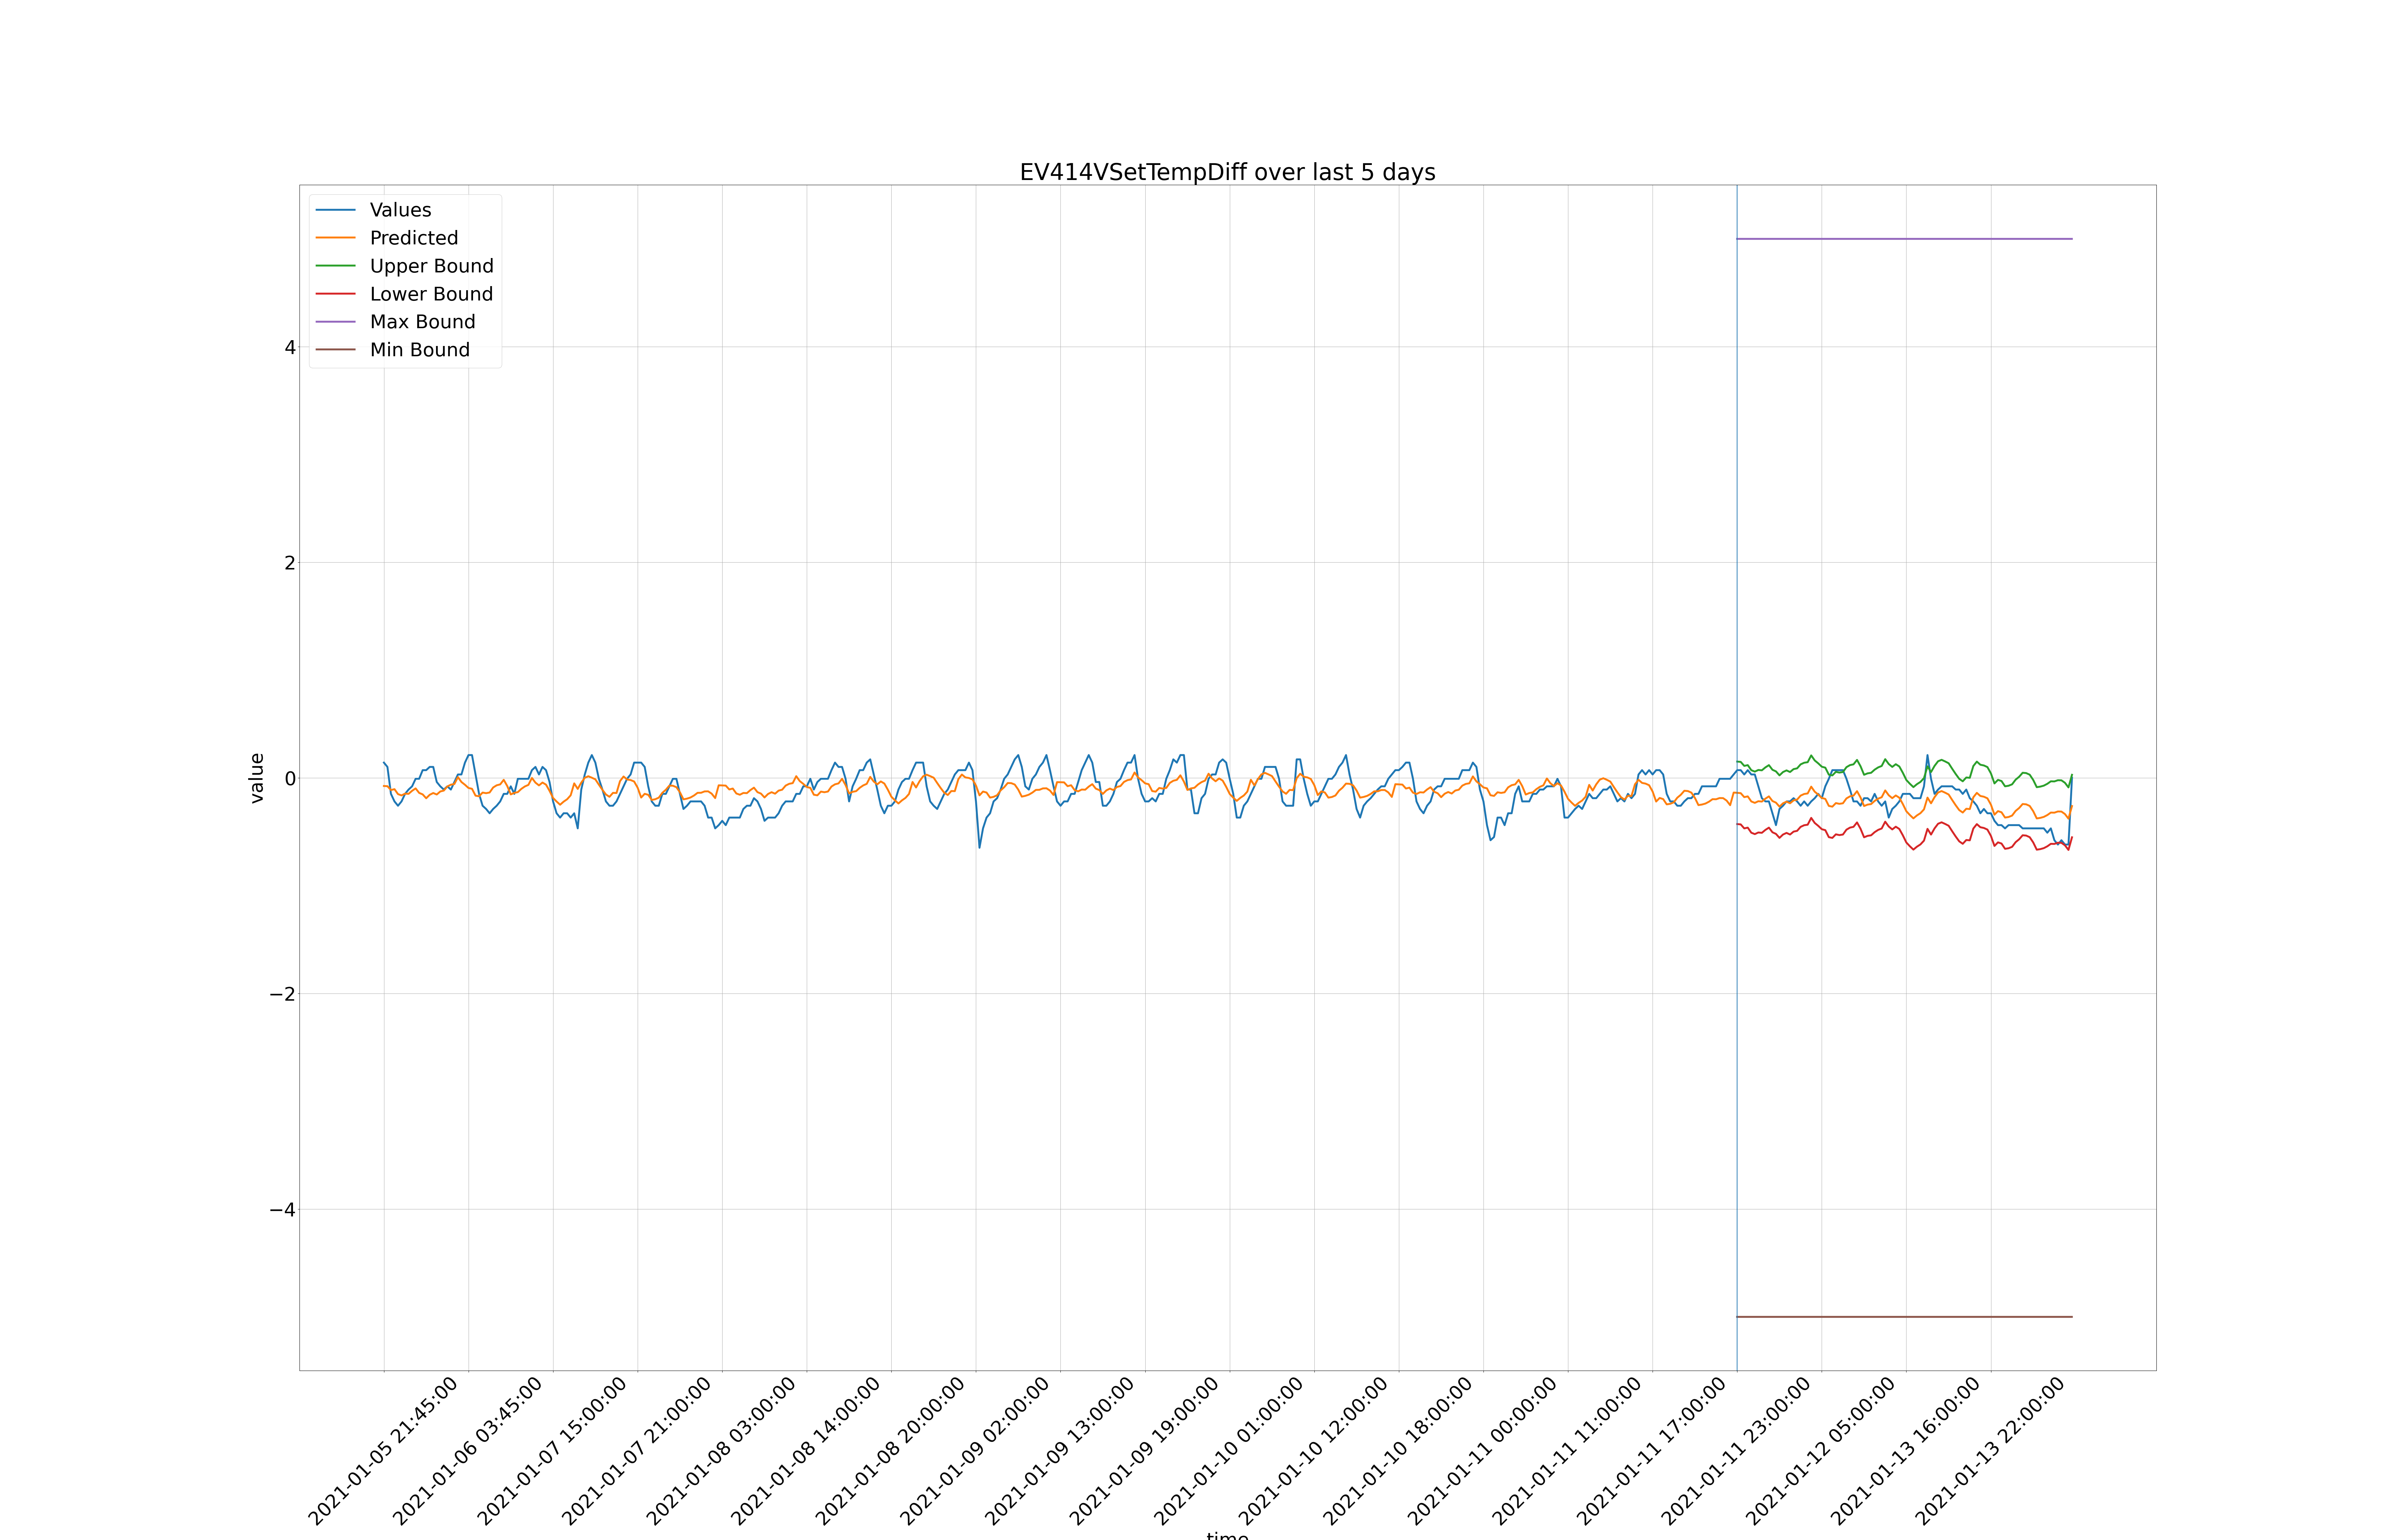 EV414VSetTempDiff over last 5 days
Values
Predicted
Upper Bound
Lower Bound
Max Bound
Min Bound
4
2
0
−2
−4
value
2021-01-05 21:45:00
2021-01-06 03:45:00
2021-01-07 15:00:00
2021-01-07 21:00:00
2021-01-08 03:00:00
2021-01-08 14:00:00
2021-01-08 20:00:00
2021-01-09 02:00:00
2021-01-09 13:00:00
2021-01-09 19:00:00
2021-01-10 01:00:00
2021-01-10 12:00:00
2021-01-10 18:00:00
2021-01-11 00:00:00
2021-01-11 11:00:00
2021-01-11 17:00:00
2021-01-11 23:00:00
2021-01-12 05:00:00
2021-01-13 16:00:00
2021-01-13 22:00:00
time